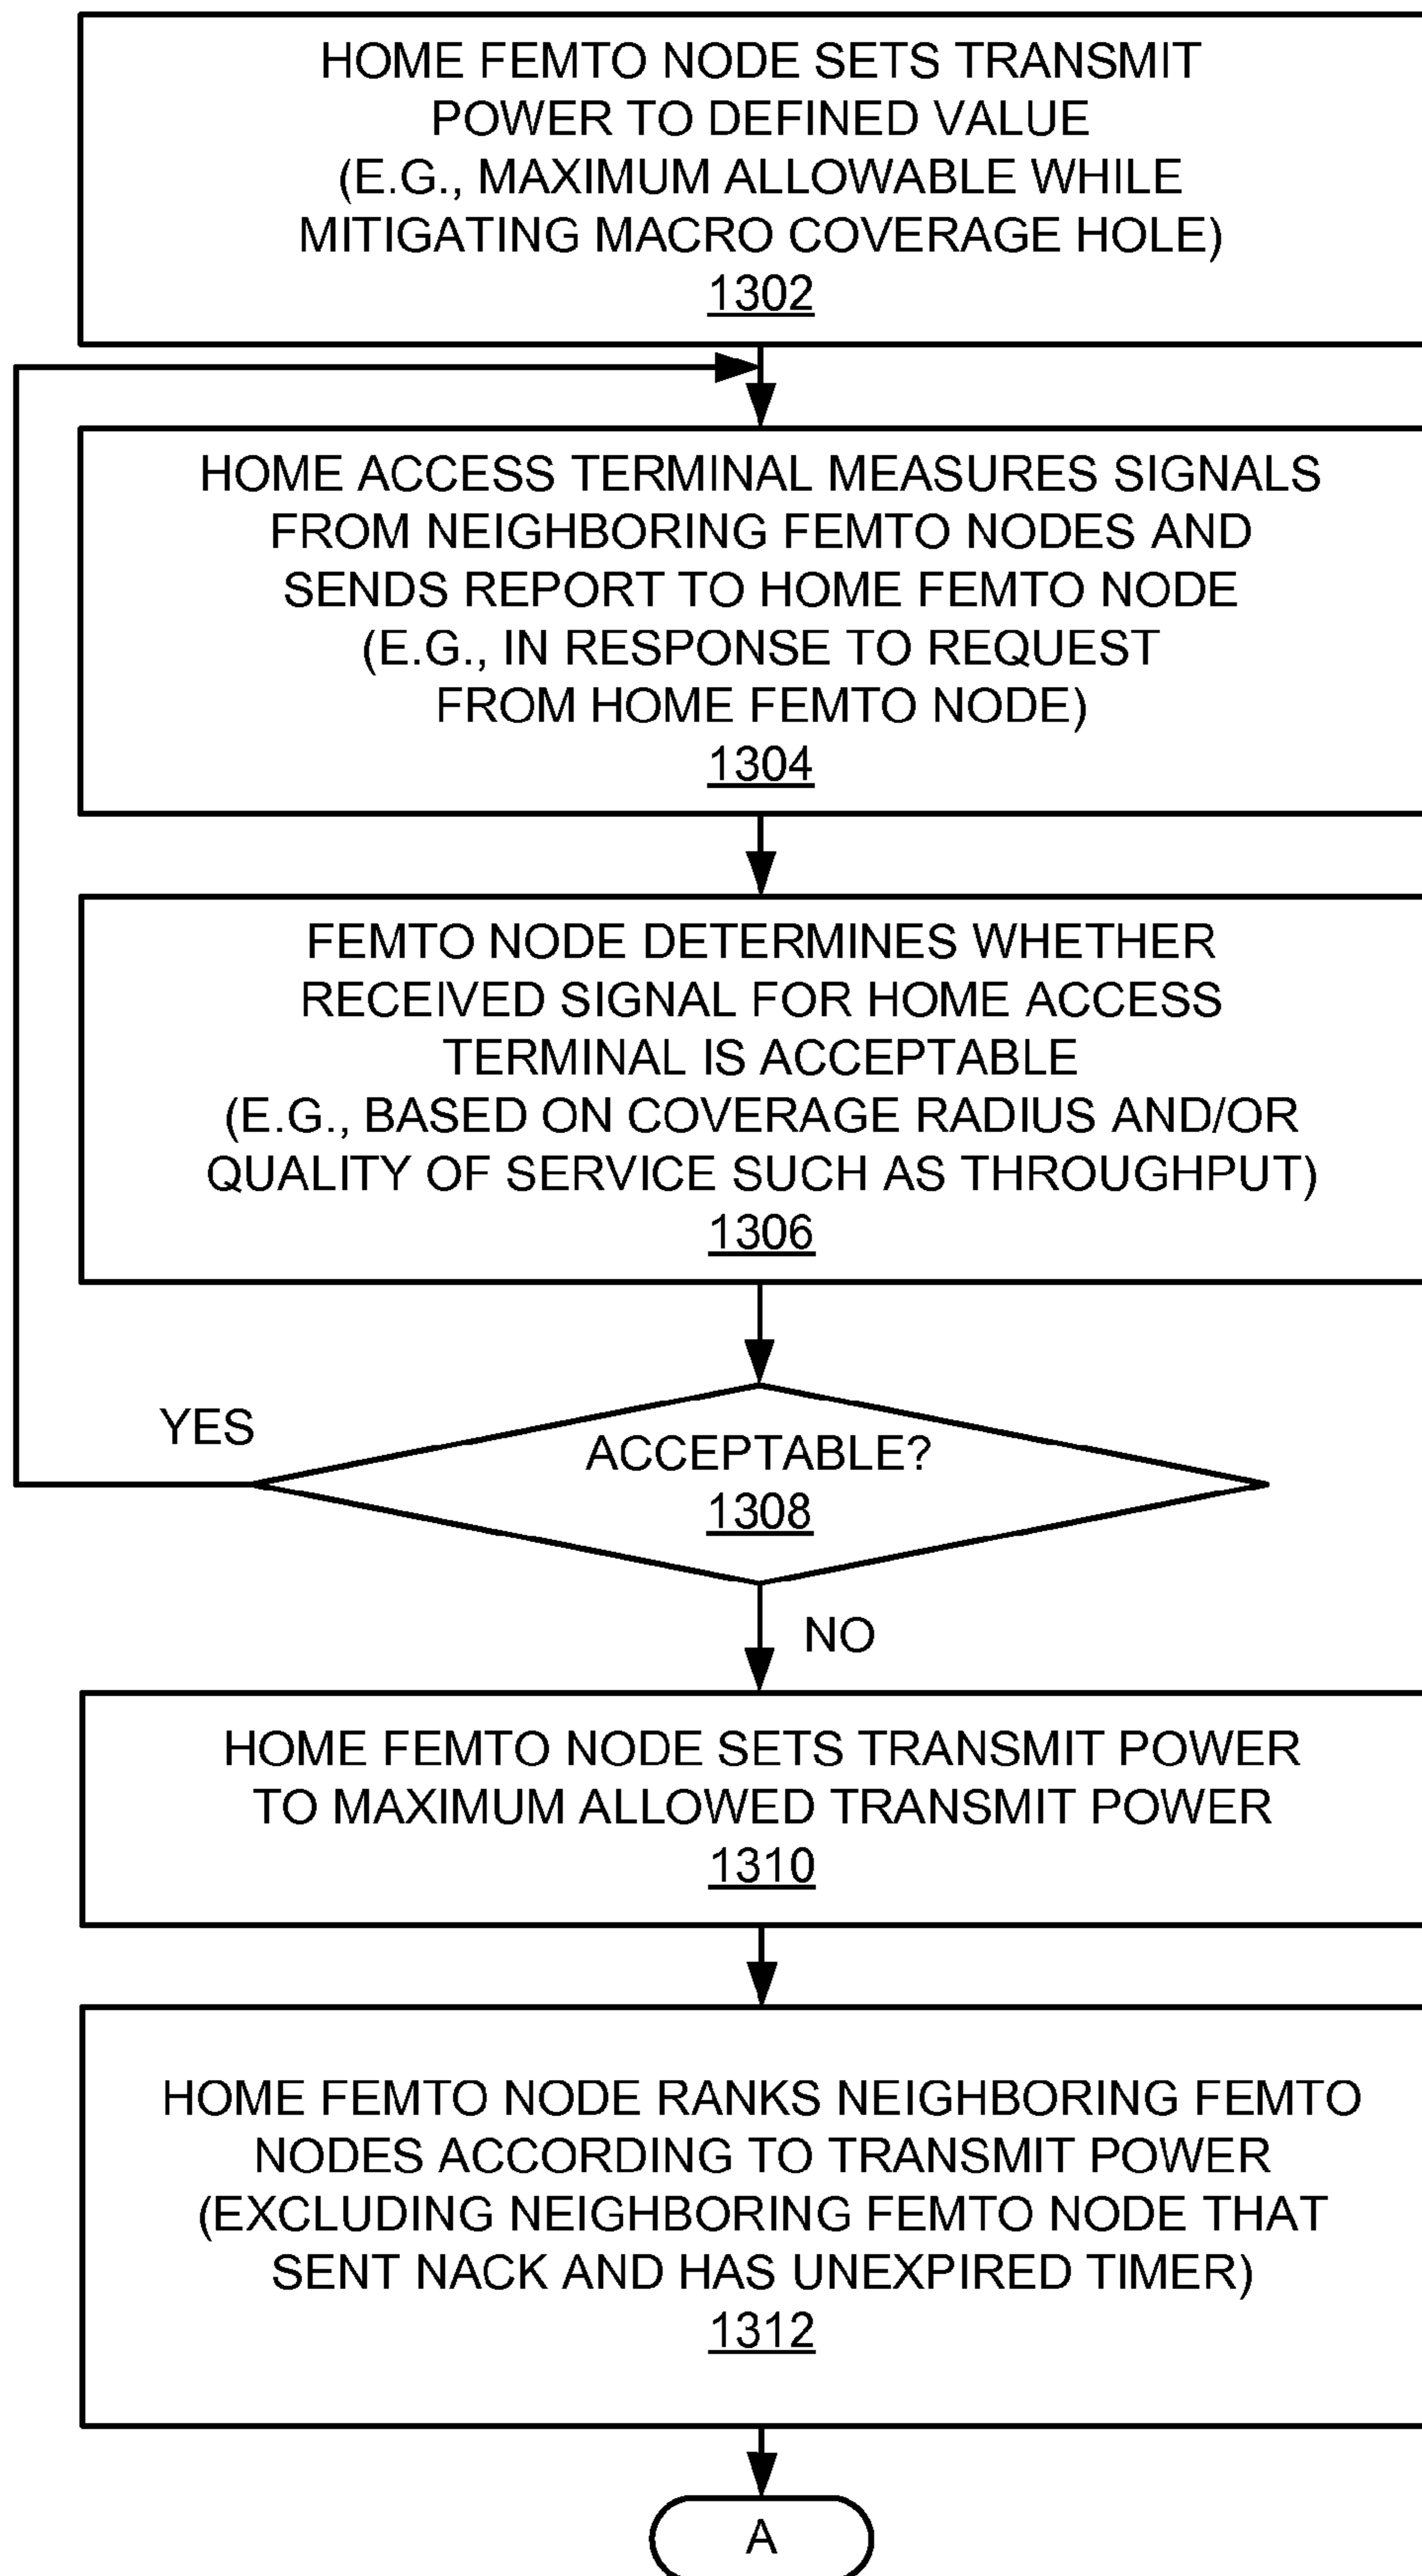 HOME FEMTO NODE SETS TRANSMIT
POWER TO DEFINED VALUE
(E.G., MAXIMUM ALLOWABLE WHILE
MITIGATING MACRO COVERAGE HOLE)
1302
HOME ACCESS TERMINAL MEASURES SIGNALS
FROM NEIGHBORING FEMTO NODES AND
SENDS REPORT TO HOME FEMTO NODE
(E.G., IN RESPONSE TO REQUEST
FROM HOME FEMTO NODE)
1304
FEMTO NODE DETERMINES WHETHER
RECEIVED SIGNAL FOR HOME ACCESS
TERMINAL IS ACCEPTABLE
(E.G., BASED ON COVERAGE RADIUS AND/OR
QUALITY OF SERVICE SUCH AS THROUGHPUT)
1306
YES
ACCEPTABLE?
1308
NO
HOME FEMTO NODE SETS TRANSMIT POWER
TO MAXIMUM ALLOWED TRANSMIT POWER
1310
HOME FEMTO NODE RANKS NEIGHBORING FEMTO
NODES ACCORDING TO TRANSMIT POWER
(EXCLUDING NEIGHBORING FEMTO NODE THAT
SENT NACK AND HAS UNEXPIRED TIMER)
1312
A